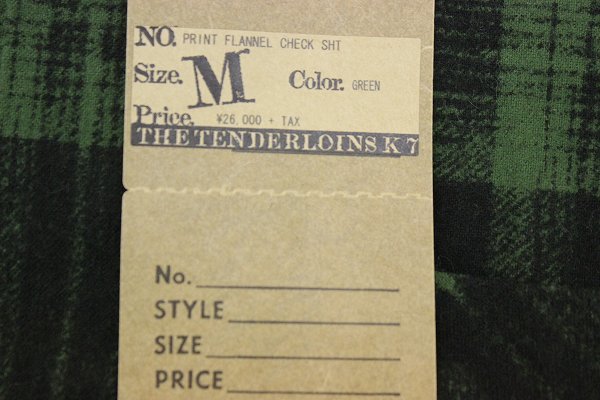 NO. PRINT FLANNEL CHECK SHT
Size. M Color. GREEN
Price. ¥26,000 + TAX
THE TENDERLOINS K 7
No.
STYLE
SIZE
PRICE